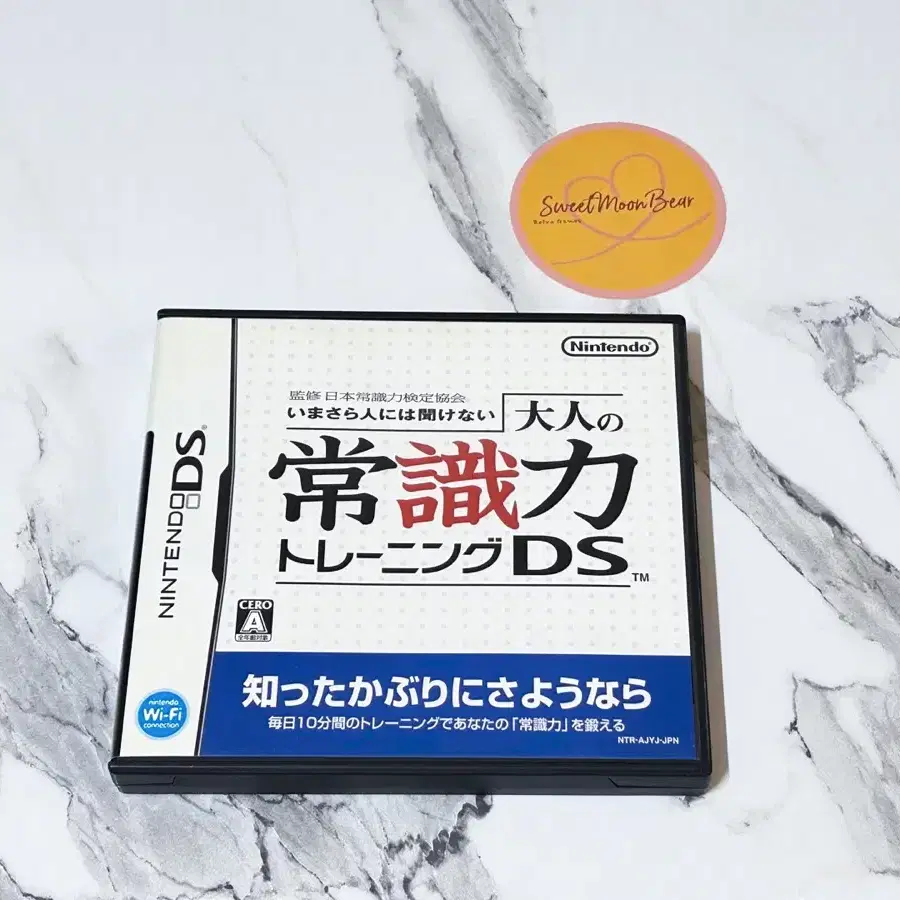 SweetMoonBear
Retro Games
Nintendo
監修 日本常識力検定協会
いまさら人には聞けない
大人の
常識力
トレーニングDS
TM
NINTENDO DS
CERO
A
全年齢対象
nintendo
Wi-Fi
connection
知ったかぶりにさようなら
毎日10分間のトレーニングであなたの「常識力」を鍛える
NTR-AJYJ-JPN